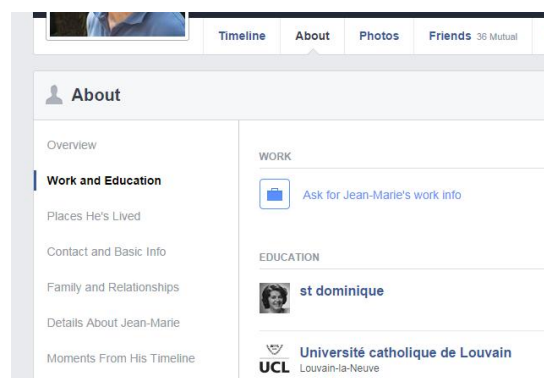 Timeline About Photos Friends 36 Mutual
About
Overview
Work and Education
Places He's Lived
Contact and Basic Info
Family and Relationships
Details About Jean-Marie
Moments From His Timeline
WORK
Ask for Jean-Marie's work info
EDUCATION
st dominique
UCL
Université catholique de Louvain
Louvain-la-Neuve